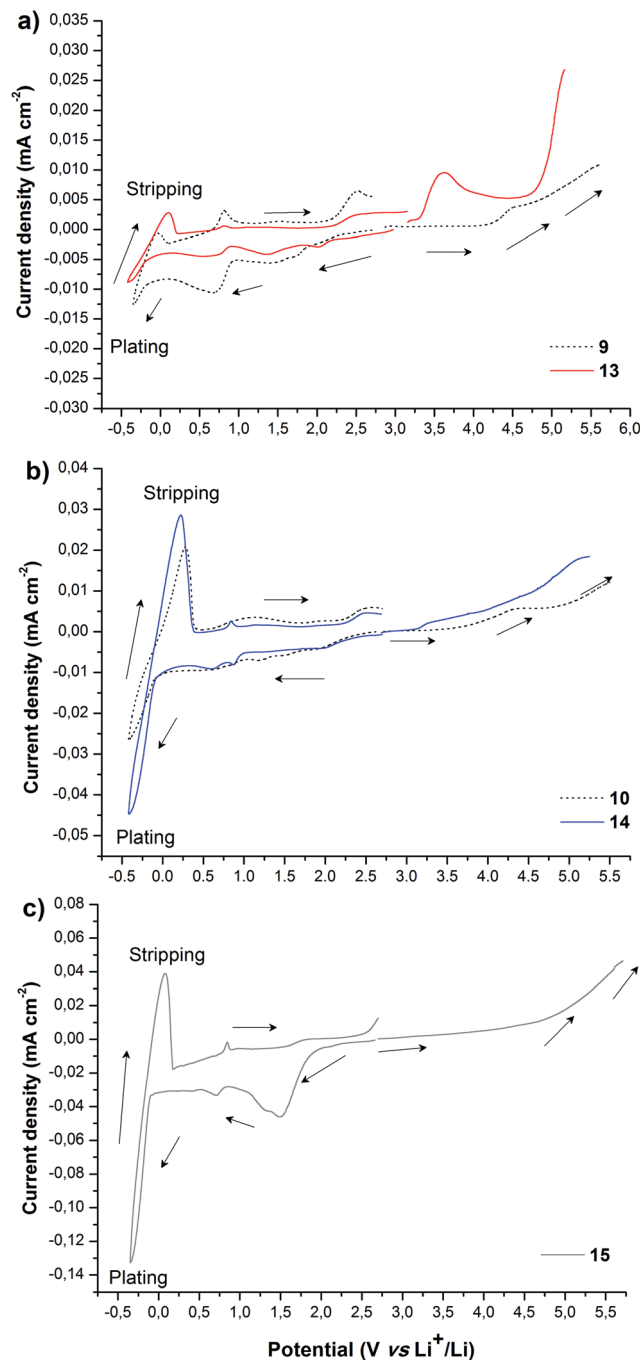 a)
0,035
0,030
0,025
0,020
0,015
0,010
0,005
0,000
-0,005
-0,010
-0,015
-0,020
-0,025
-0,030
Current density (mA cm-2)
Stripping
Plating
9
13
-0,5 0,0 0,5 1,0 1,5 2,0 2,5 3,0 3,5 4,0 4,5 5,0 5,5 6,0
b)
0,04
0,03
0,02
0,01
0,00
-0,01
-0,02
-0,03
-0,04
-0,05
Current density (mA cm-2)
Stripping
Plating
10
14
-0.5 0.0 0.5 1.0 1.5 2.0 2.5 3.0 3.5 4.0 4.5 5.0 5.5
c)
0,08
0,06
0,04
0,02
0,00
-0,02
-0,04
-0,06
-0,08
-0,10
-0,12
-0,14
Current density (mA cm-2)
Stripping
Plating
15
-0,5 0,0 0,5 1,0 1,5 2,0 2,5 3,0 3,5 4,0 4,5 5,0 5,5
Potential (V vs Li+/Li)